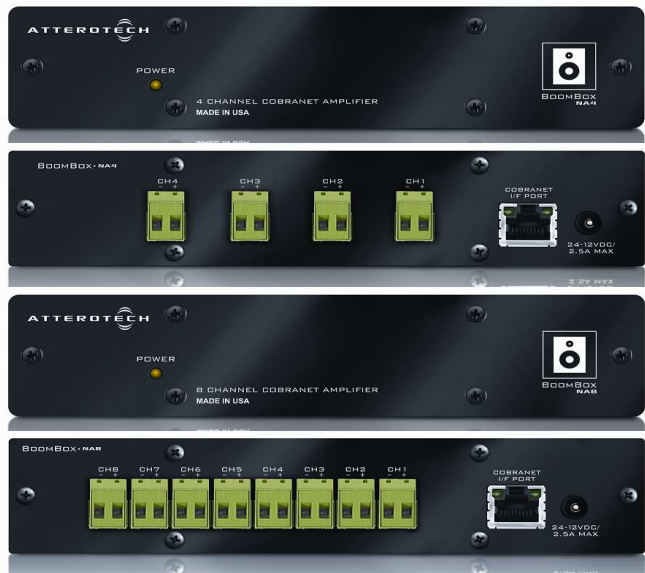 ATTEROTECH
POWER
4 CHANNEL COBRANET AMPLIFIER
MADE IN USA
BOOMBOX
NA4
BOOMBOX · NA4
CH4 CH3 CH2 CH1
- + - + - + - +
COBRANET
I/F PORT
24-12VDC/
2.5A MAX
ATTEROTECH
POWER
8 CHANNEL COBRANET AMPLIFIER
MADE IN USA
BOOMBOX
NA8
BOOMBOX · NA8
CH8 CH7 CH6 CH5 CH4 CH3 CH2 CH1
- + - + - + - + - + - + - + - +
COBRANET
I/F PORT
24-12VDC/
2.5A MAX